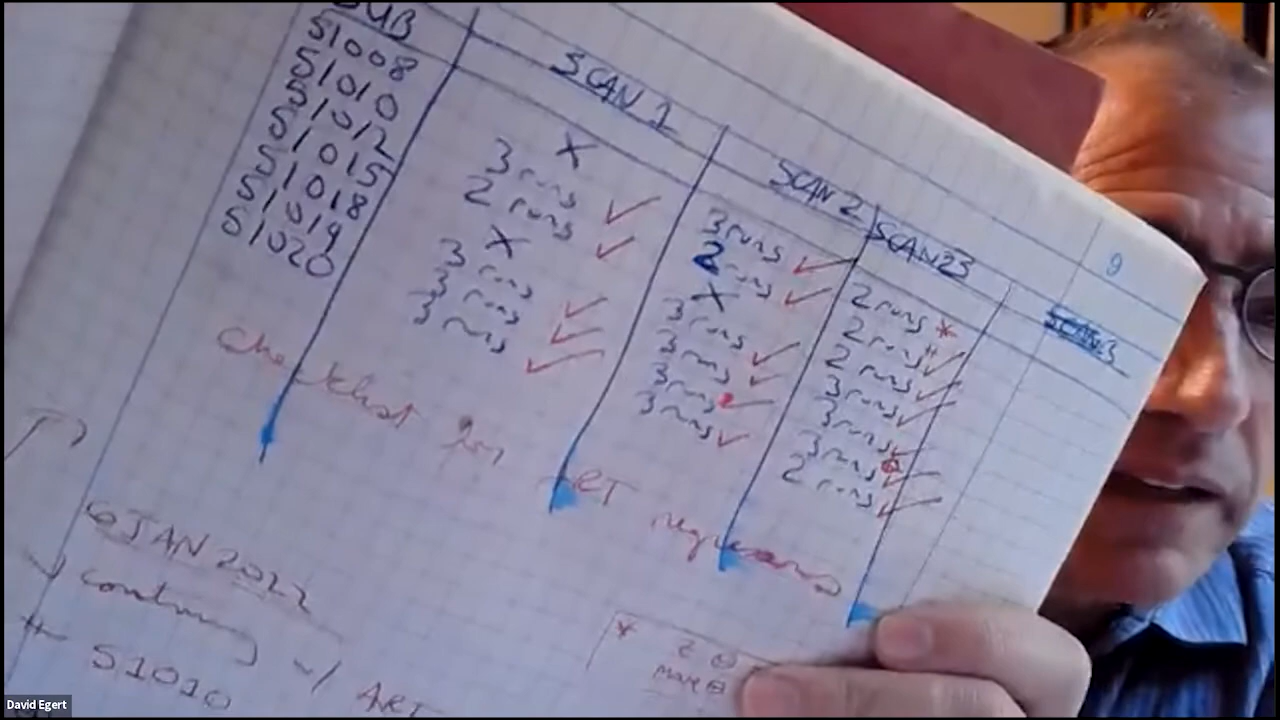 9
SUB SCAN 1 SCAN 2 SCAN 3
S1008 X 3 runs ✓ 2 runs *
S1010 3 runs ✓ 2 runs ✓ 2 runs # ✓
S1012 2 runs ✓ X 2 runs ✓
S1015 X 3 runs ✓ 3 runs ✓
S1018 3 runs ✓ 3 runs ✓ 3 runs ✓
S1019 3 runs ✓ 3 runs ✓ 3 runs ✓
S1020 3 runs ✓ 3 runs ✓ 2 runs ✓
Checklist for ART
6 JAN 2022
continuing w/ ART
# S1010
*
David Egert